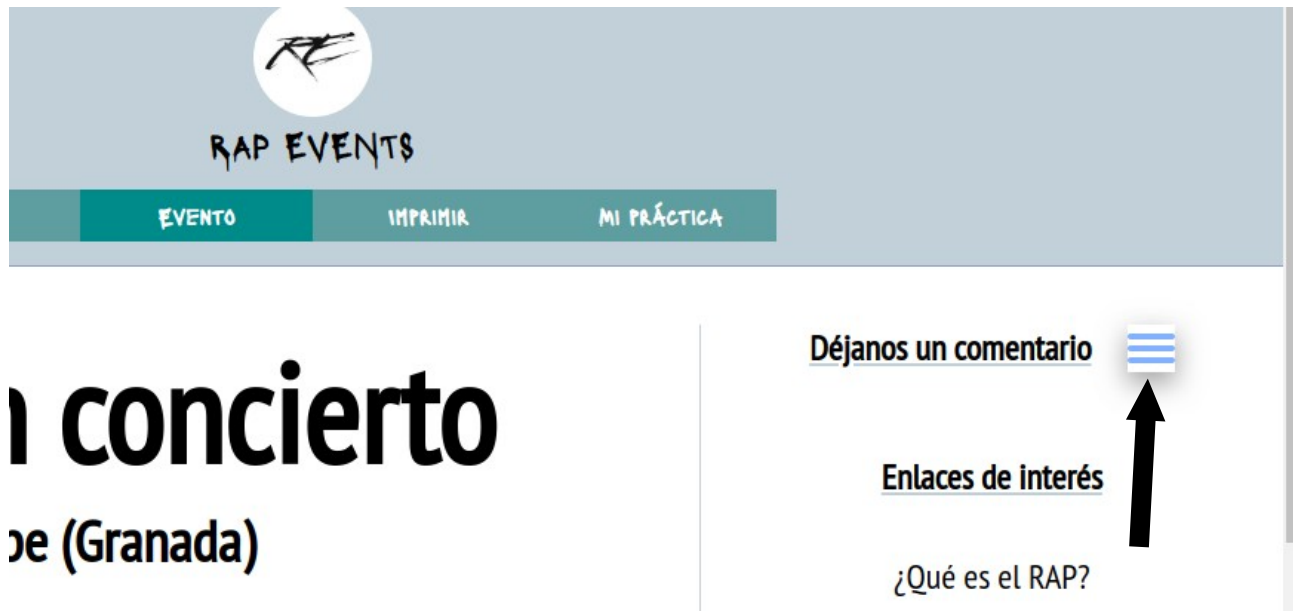 RE
RAP EVENTS
EVENTO
IMPRIMIR
MI PRÁCTICA
Déjanos un comentario
concierto
Enlaces de interés
(Granada)
¿Qué es el RAP?